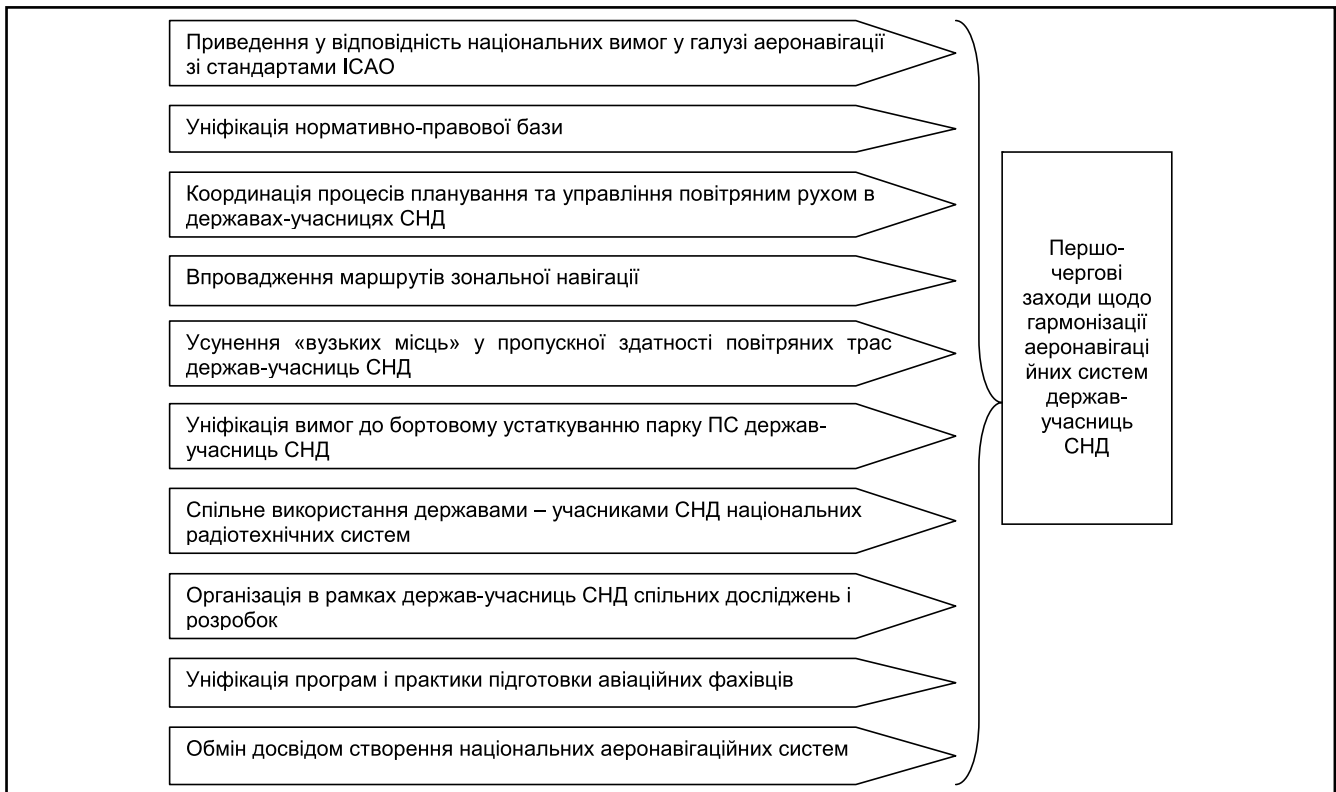 Приведення у відповідність національних вимог у галузі аеронавігації
зі стандартами ІСАО
Уніфікація нормативно-правової бази
Координація процесів планування та управління повітряним рухом в
державах-учасницях СНД
Впровадження маршрутів зональної навігації
Усунення «вузьких місць» у пропускної здатності повітряних трас
держав-учасниць СНД
Уніфікація вимог до бортовому устаткуванню парку ПС держав-
учасниць СНД
Спільне використання державами – учасниками СНД національних
радіотехнічних систем
Організація в рамках держав-учасниць СНД спільних досліджень і
розробок
Уніфікація програм і практики підготовки авіаційних фахівців
Обмін досвідом створення національних аеронавігаційних систем
Першо-
чергові
заходи щодо
гармонізації
аеронавігаці
йних систем
держав-
учасниць
СНД